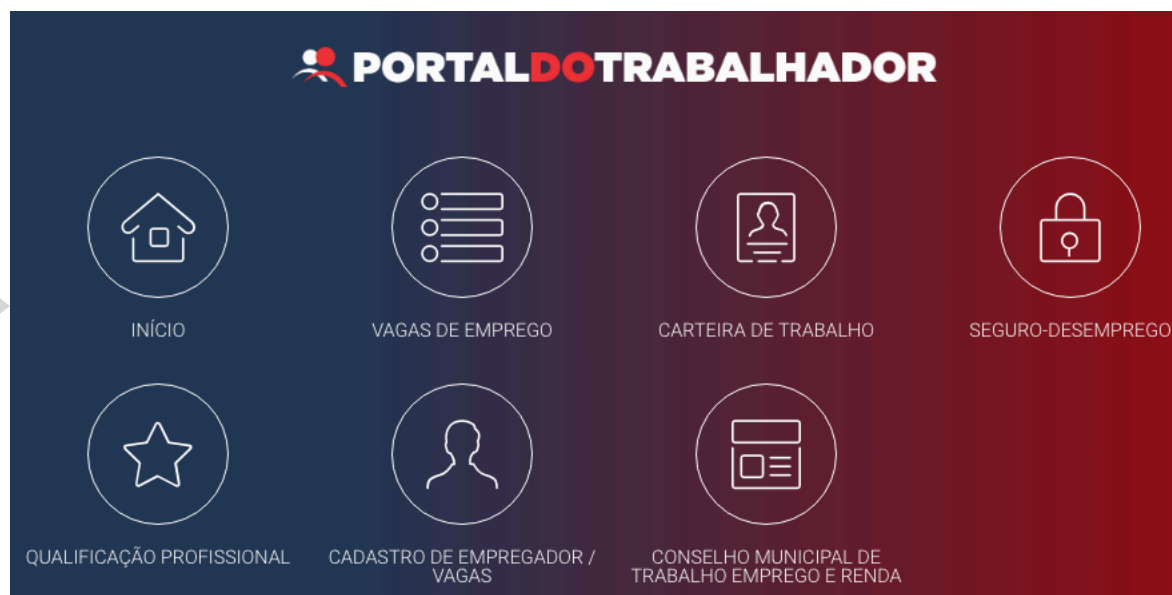 PORTALDOTRABALHADOR
INÍCIO
VAGAS DE EMPREGO
CARTEIRA DE TRABALHO
SEGURO-DESEMPREGO
QUALIFICAÇÃO PROFISSIONAL
CADASTRO DE EMPREGADOR /
VAGAS
CONSELHO MUNICIPAL DE
TRABALHO EMPREGO E RENDA